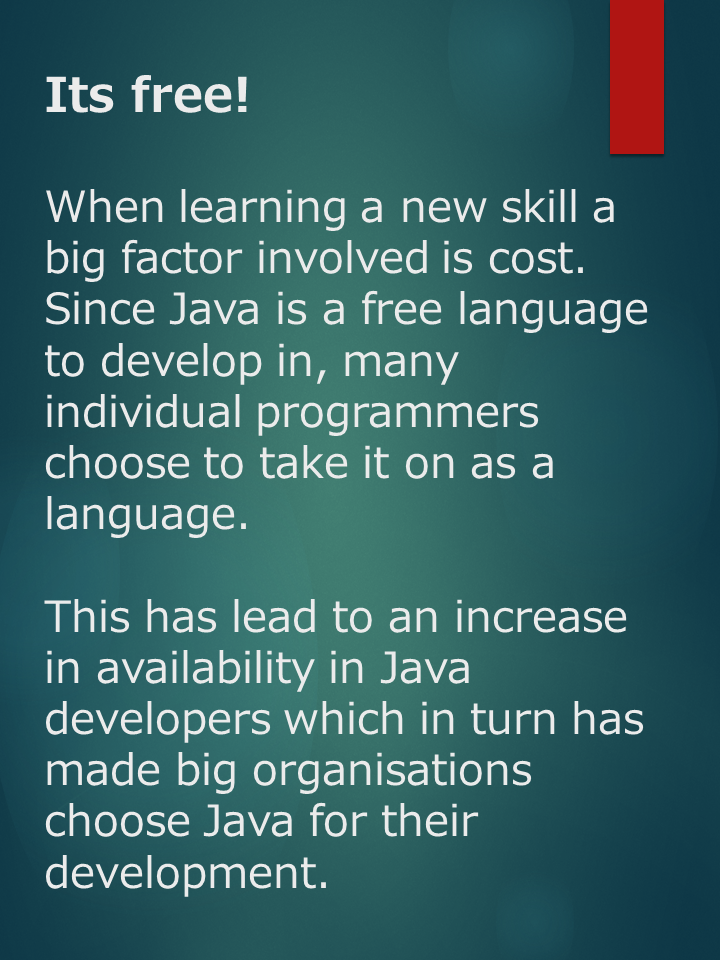 Its free!
When learning a new skill a
big factor involved is cost.
Since Java is a free language
to develop in, many
individual programmers
choose to take it on as a
language.
This has lead to an increase
in availability in Java
developers which in turn has
made big organisations
choose Java for their
development.